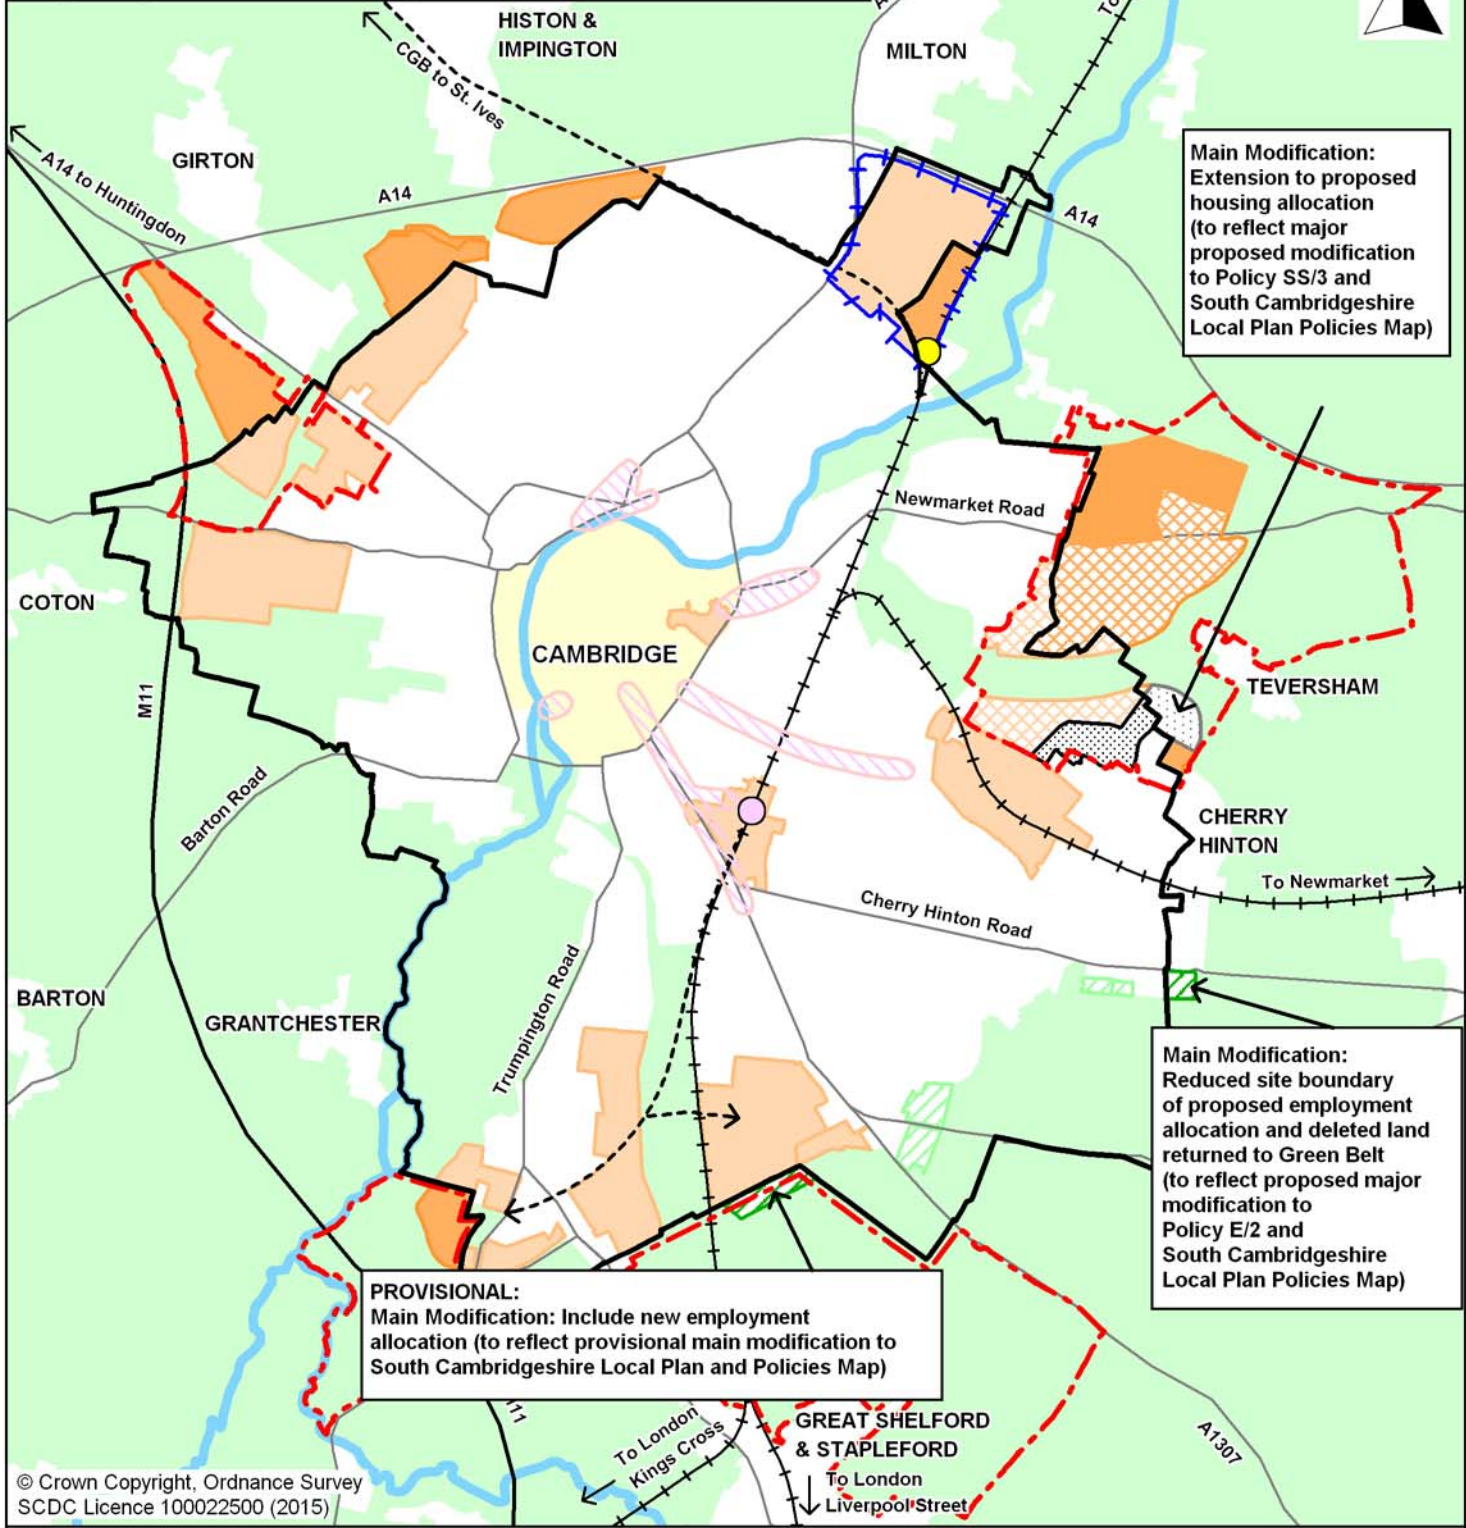 HISTON &
IMPINGTON
MILTON
CGB to St. Ives
GIRTON
A14 to Huntingdon
A14
A14
Main Modification:
Extension to proposed
housing allocation
(to reflect major
proposed modification
to Policy SS/3 and
South Cambridgeshire
Local Plan Policies Map)
Newmarket Road
COTON
CAMBRIDGE
TEVERSHAM
M11
Barton Road
CHERRY
HINTON
To Newmarket
Cherry Hinton Road
BARTON
GRANTCHESTER
Trumpington Road
Main Modification:
Reduced site boundary
of proposed employment
allocation and deleted land
returned to Green Belt
(to reflect proposed major
modification to
Policy E/2 and
South Cambridgeshire
Local Plan Policies Map)
PROVISIONAL:
Main Modification: Include new employment
allocation (to reflect provisional main modification to
South Cambridgeshire Local Plan and Policies Map)
GREAT SHELFORD
& STAPLEFORD
To London
Kings Cross
To London
Liverpool Street
A1307
© Crown Copyright, Ordnance Survey
SCDC Licence 100022500 (2015)